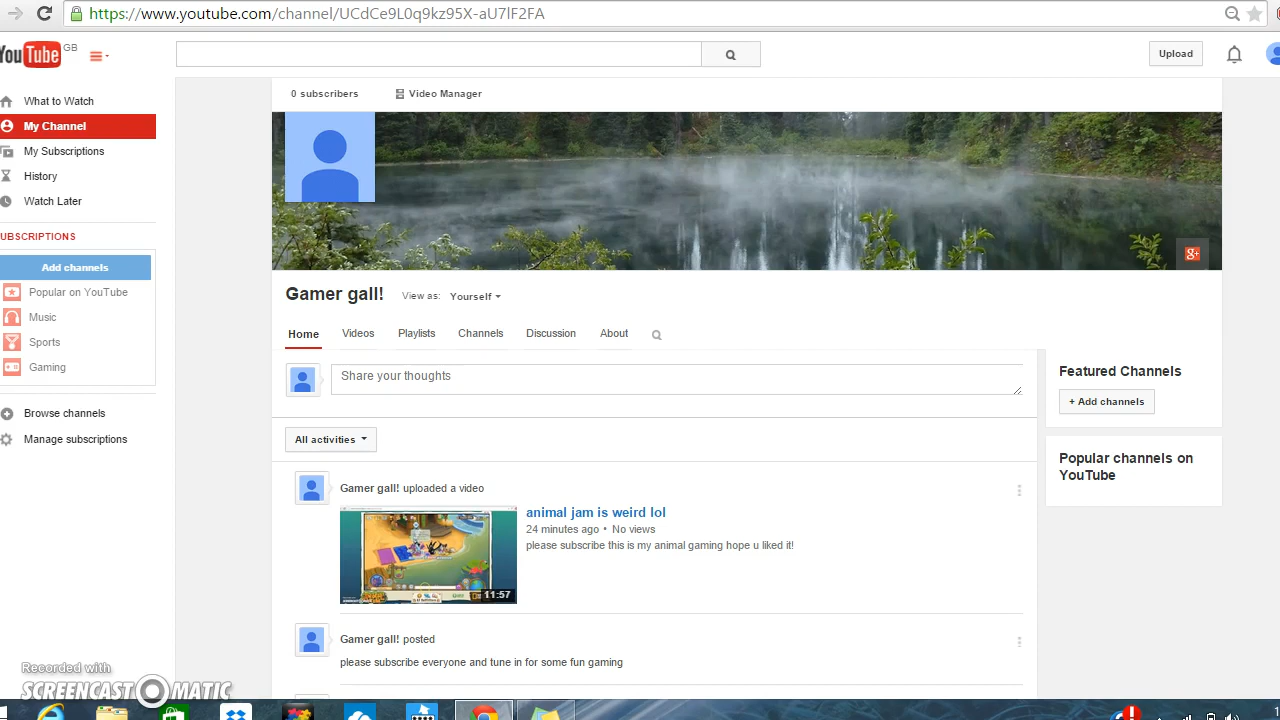 https://www.youtube.com/channel/UCdCe9L0q9kz95X-aU7lF2FA
YouTube GB
Upload
0 subscribers
Video Manager
What to Watch
My Channel
My Subscriptions
History
Watch Later
UBSCRIPTIONS
Add channels
Popular on YouTube
Music
Sports
Gaming
Browse channels
Manage subscriptions
g+
Gamer gall!
View as: Yourself
Home Videos Playlists Channels Discussion About
Share your thoughts
All activities
Gamer gall! uploaded a video
animal jam is weird lol
24 minutes ago • No views
please subscribe this is my animal gaming hope u liked it!
11:57
Gamer gall! posted
please subscribe everyone and tune in for some fun gaming
Featured Channels
+ Add channels
Popular channels on
YouTube
Recorded with
SCREENCAST MATIC